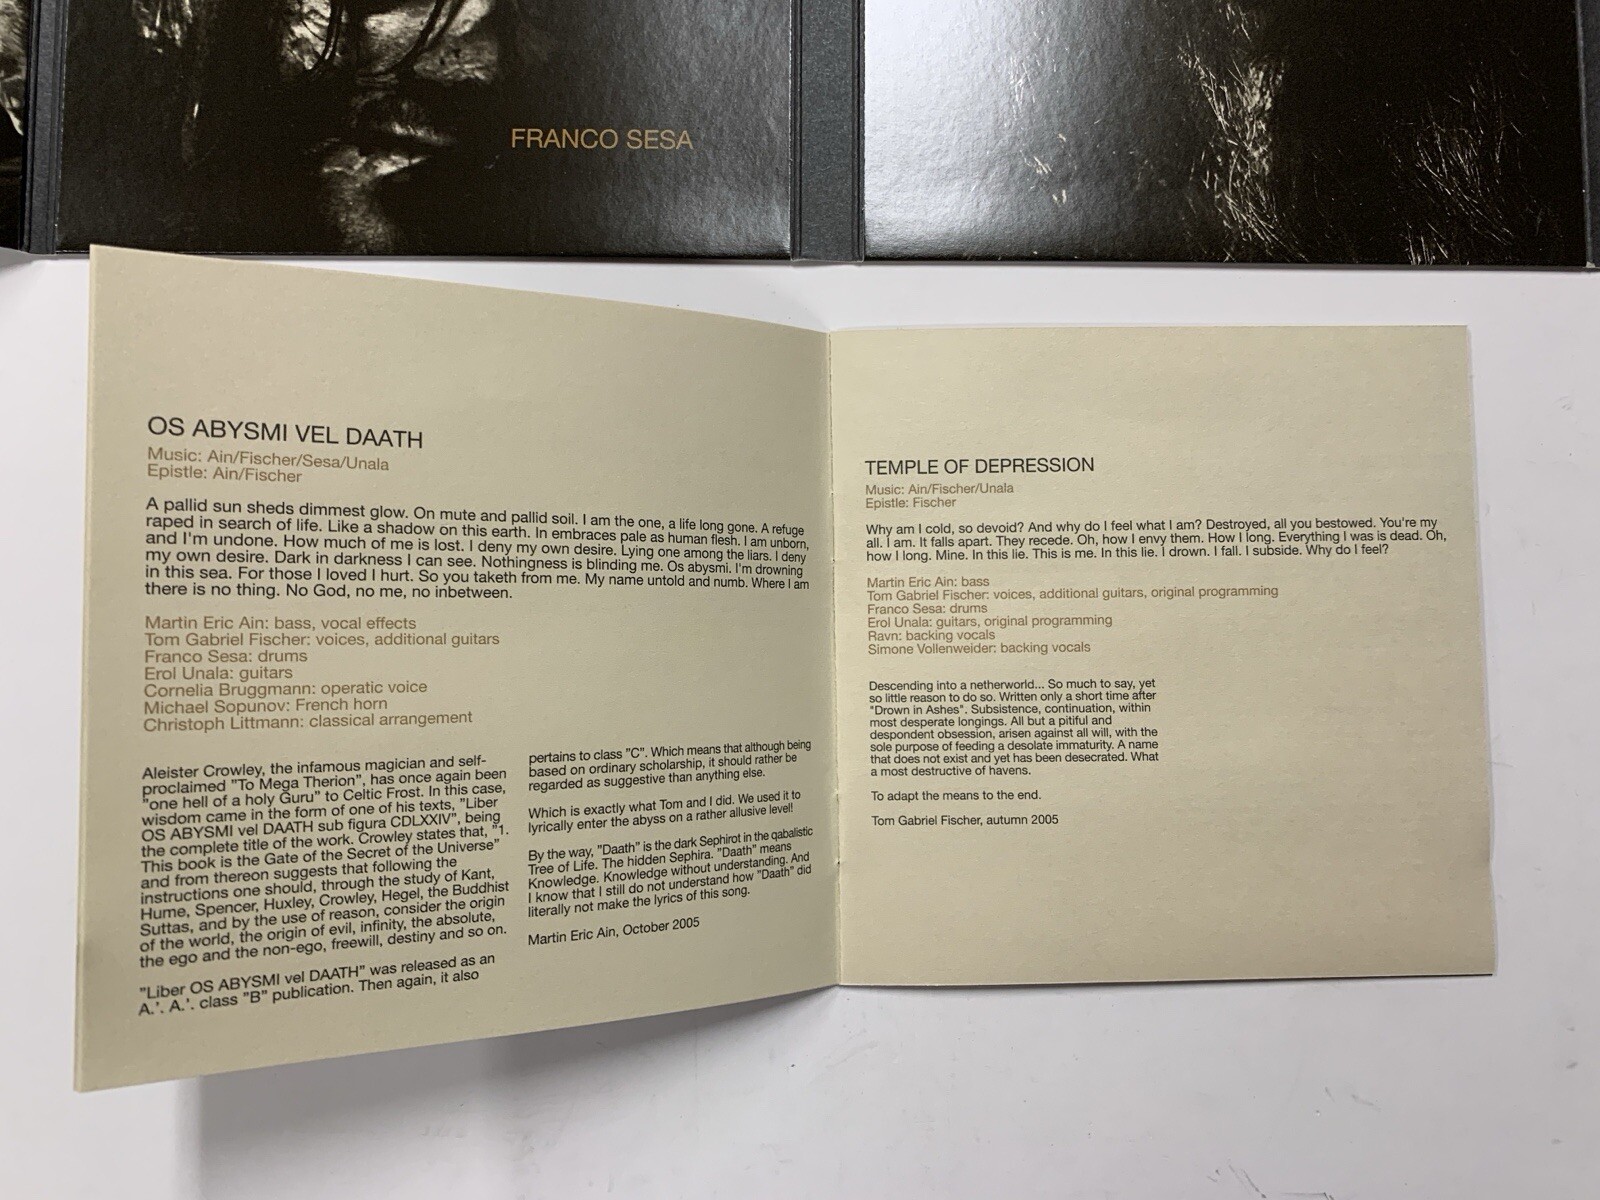 FRANCO SESA
OS ABYSMI VEL DAATH
Music: Ain/Fischer/Sesa/Unala
Epistle: Ain/Fischer
A pallid sun sheds dimmest glow. On mute and pallid soil. I am the one, a life long gone. A refuge
raped in search of life. Like a shadow on this earth. In embraces pale as human flesh. I am unborn,
and I'm undone. How much of me is lost. I deny my own desire. Lying one among the liars. I deny
my own desire. Dark in darkness I can see. Nothingness is blinding me. Os abysmi. I'm drowning
in this sea. For those I loved I hurt. So you taketh from me. My name untold and numb. Where I am
there is no thing. No God, no me, no inbetween.
Martin Eric Ain: bass, vocal effects
Tom Gabriel Fischer: voices, additional guitars
Franco Sesa: drums
Erol Unala: guitars
Cornelia Bruggmann: operatic voice
Michael Sopunov: French horn
Christoph Littmann: classical arrangement
Aleister Crowley, the infamous magician and self-
proclaimed "To Mega Therion", has once again been
"one hell of a holy Guru" to Celtic Frost. In this case,
wisdom came in the form of one of his texts, "Liber
OS ABYSMI vel DAATH sub figura CDLXXIV", being
the complete title of the work. Crowley states that, "1.
This book is the Gate of the Secret of the Universe"
and from thereon suggests that following the
instructions one should, through the study of Kant,
Hume, Spencer, Huxley, Crowley, Hegel, the Buddhist
Suttas, and by the use of reason, consider the origin
of the world, the origin of evil, infinity, the absolute,
the ego and the non-ego, freewill, destiny and so on.
"Liber OS ABYSMI vel DAATH" was released as an
A.'. A.'. class "B" publication. Then again, it also
pertains to class "C". Which means that although being
based on ordinary scholarship, it should rather be
regarded as suggestive than anything else.
Which is exactly what Tom and I did. We used it to
lyrically enter the abyss on a rather allusive level!
By the way, "Daath" is the dark Sephirot in the qabalistic
Tree of Life. The hidden Sephira. "Daath" means
Knowledge. Knowledge without understanding. And
I know that I still do not understand how "Daath" did
literally not make the lyrics of this song.
Martin Eric Ain, October 2005
TEMPLE OF DEPRESSION
Music: Ain/Fischer/Unala
Epistle: Fischer
Why am I cold, so devoid? And why do I feel what I am? Destroyed, all you bestowed. You're my
all. I am. It falls apart. They recede. Oh, how I envy them. How I long. Everything I was is dead. Oh,
how I long. Mine. In this lie. This is me. In this lie. I drown. I fall. I subside. Why do I feel?
Martin Eric Ain: bass
Tom Gabriel Fischer: voices, additional guitars, original programming
Franco Sesa: drums
Erol Unala: guitars, original programming
Ravn: backing vocals
Simone Vollenweider: backing vocals
Descending into a netherworld... So much to say, yet
so little reason to do so. Written only a short time after
"Drown in Ashes". Subsistence, continuation, within
most desperate longings. All but a pitiful and
despondent obsession, arisen against all will, with the
sole purpose of feeding a desolate immaturity. A name
that does not exist and yet has been desecrated. What
a most destructive of havens.
To adapt the means to the end.
Tom Gabriel Fischer, autumn 2005